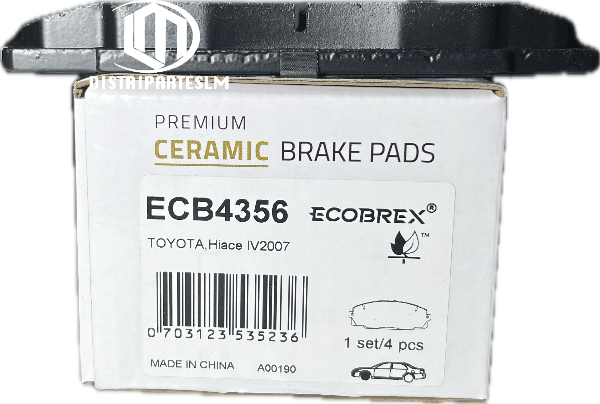 DISTRIPARTESLM
PREMIUM
CERAMIC BRAKE PADS
ECB4356 ECOBREX®
TOYOTA,Hiace IV2007
™
0 703123 535236
1 set/4 pcs
MADE IN CHINA A00190